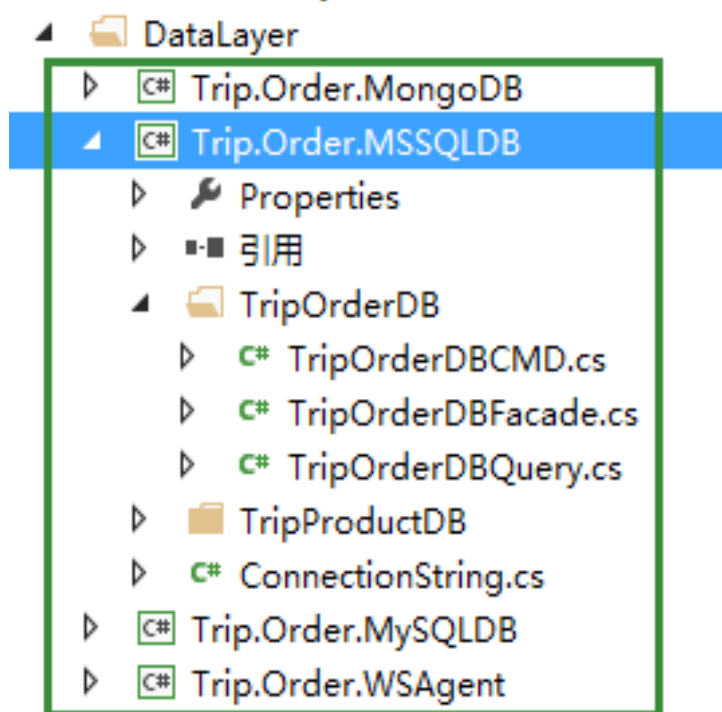 DataLayer
C# Trip.Order.MongoDB
C# Trip.Order.MSSQLDB
Properties
引用
TripOrderDB
C# TripOrderDBCMD.cs
C# TripOrderDBFacade.cs
C# TripOrderDBQuery.cs
TripProductDB
C# ConnectionString.cs
C# Trip.Order.MySQLDB
C# Trip.Order.WSAgent